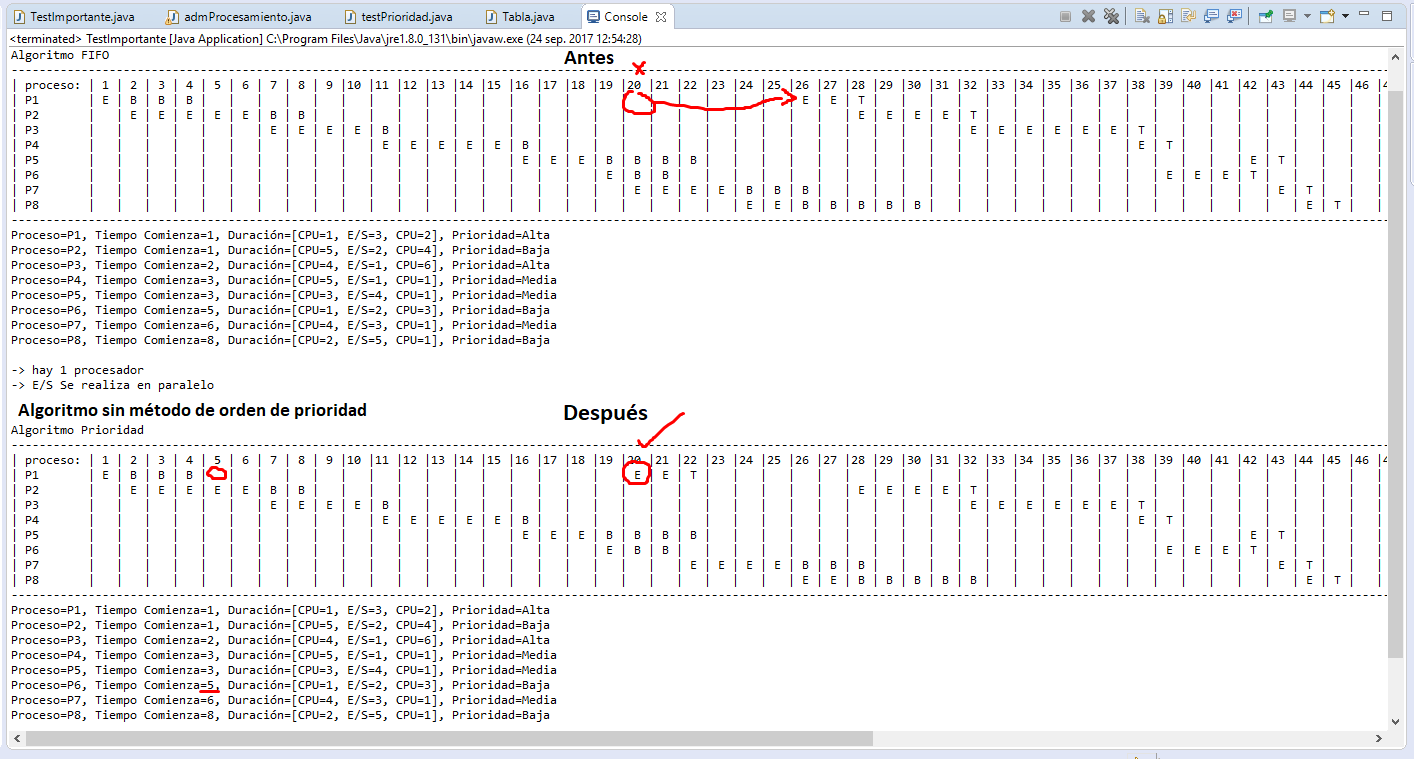 TestImportante.java admProcesamiento.java testPrioridad.java Tabla.java Console
<terminated> TestImportante [Java Application] C:\Program Files\Java\jre1.8.0_131\bin\javaw.exe (24 sep. 2017 12:54:28)
Algoritmo FIFO
Antes
| proceso: | 1 | 2 | 3 | 4 | 5 | 6 | 7 | 8 | 9 | 10 | 11 | 12 | 13 | 14 | 15 | 16 | 17 | 18 | 19 | 20 | 21 | 22 | 23 | 24 | 25 | 26 | 27 | 28 | 29 | 30 | 31 | 32 | 33 | 34 | 35 | 36 | 37 | 38 | 39 | 40 | 41 | 42 | 43 | 44 | 45 | 46 | 4
| P1 | E B B B E E T
| P2 | E E E E E B B E E E E T
| P3 | E E E E B E E E E E E T
| P4 | E E E E E B E T
| P5 | E E E B B B B E T
| P6 | E B B E E E T
| P7 | E E E E B B B E T
| P8 | E E B B B B B E T
Proceso=P1, Tiempo Comienza=1, Duración=[CPU=1, E/S=3, CPU=2], Prioridad=Alta
Proceso=P2, Tiempo Comienza=1, Duración=[CPU=5, E/S=2, CPU=4], Prioridad=Baja
Proceso=P3, Tiempo Comienza=2, Duración=[CPU=4, E/S=1, CPU=6], Prioridad=Alta
Proceso=P4, Tiempo Comienza=3, Duración=[CPU=5, E/S=1, CPU=1], Prioridad=Media
Proceso=P5, Tiempo Comienza=3, Duración=[CPU=3, E/S=4, CPU=1], Prioridad=Media
Proceso=P6, Tiempo Comienza=5, Duración=[CPU=1, E/S=2, CPU=3], Prioridad=Baja
Proceso=P7, Tiempo Comienza=6, Duración=[CPU=4, E/S=3, CPU=1], Prioridad=Media
Proceso=P8, Tiempo Comienza=8, Duración=[CPU=2, E/S=5, CPU=1], Prioridad=Baja
-> hay 1 procesador
-> E/S Se realiza en paralelo
Algoritmo sin método de orden de prioridad
Después
Algoritmo Prioridad
| proceso: | 1 | 2 | 3 | 4 | 5 | 6 | 7 | 8 | 9 | 10 | 11 | 12 | 13 | 14 | 15 | 16 | 17 | 18 | 19 | 20 | 21 | 22 | 23 | 24 | 25 | 26 | 27 | 28 | 29 | 30 | 31 | 32 | 33 | 34 | 35 | 36 | 37 | 38 | 39 | 40 | 41 | 42 | 43 | 44 | 45 | 46 | 4
| P1 | E B B B E E T
| P2 | E E E E E B B E E E E T
| P3 | E E E E B E E E E E E T
| P4 | E E E E E B E T
| P5 | E E E B B B B E T
| P6 | E B B E E E T
| P7 | E E E E B B B E T
| P8 | E E B B B B B E T
Proceso=P1, Tiempo Comienza=1, Duración=[CPU=1, E/S=3, CPU=2], Prioridad=Alta
Proceso=P2, Tiempo Comienza=1, Duración=[CPU=5, E/S=2, CPU=4], Prioridad=Baja
Proceso=P3, Tiempo Comienza=2, Duración=[CPU=4, E/S=1, CPU=6], Prioridad=Alta
Proceso=P4, Tiempo Comienza=3, Duración=[CPU=5, E/S=1, CPU=1], Prioridad=Media
Proceso=P5, Tiempo Comienza=3, Duración=[CPU=3, E/S=4, CPU=1], Prioridad=Media
Proceso=P6, Tiempo Comienza=5, Duración=[CPU=1, E/S=2, CPU=3], Prioridad=Baja
Proceso=P7, Tiempo Comienza=6, Duración=[CPU=4, E/S=3, CPU=1], Prioridad=Media
Proceso=P8, Tiempo Comienza=8, Duración=[CPU=2, E/S=5, CPU=1], Prioridad=Baja